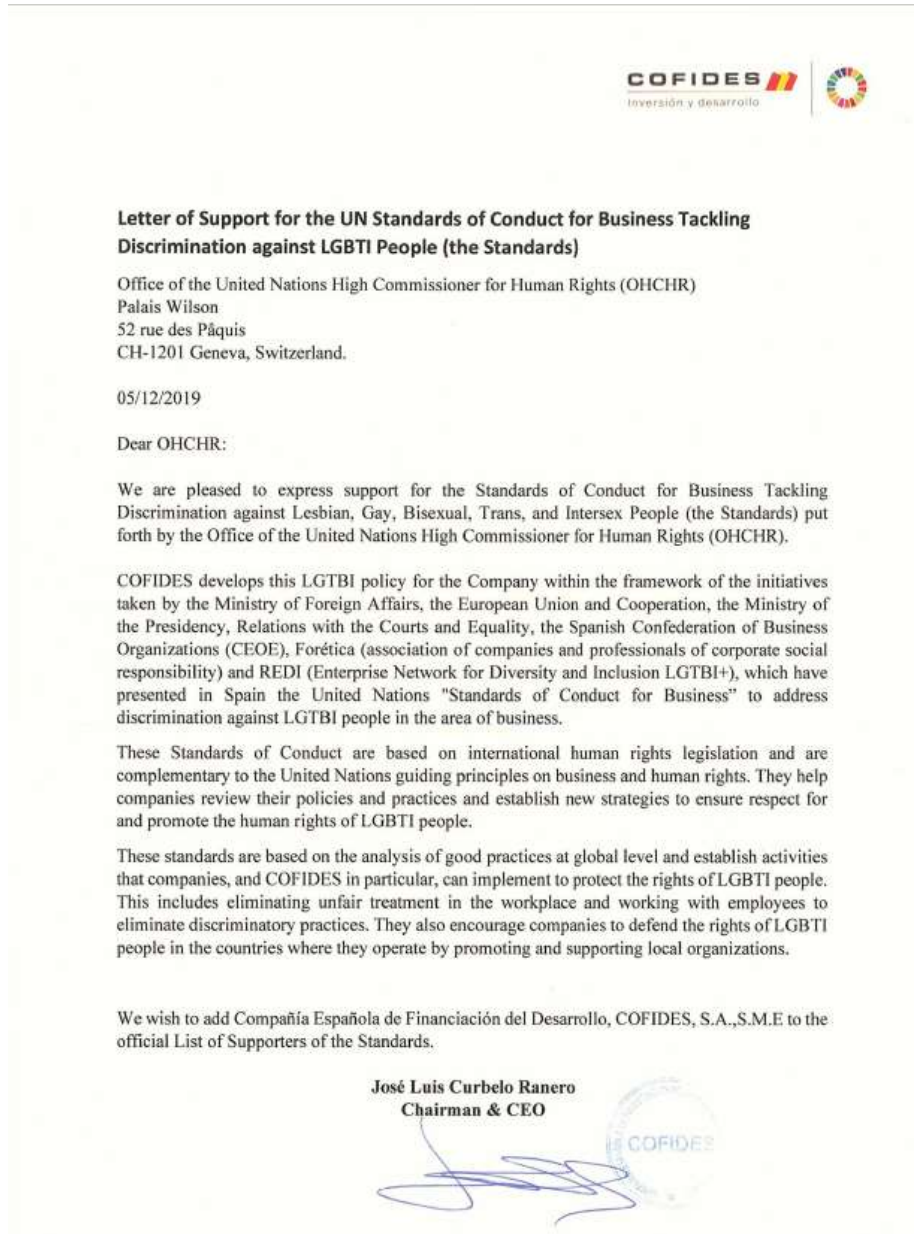 COFIDES
Inversión y desarrollo
Letter of Support for the UN Standards of Conduct for Business Tackling
Discrimination against LGBTI People (the Standards)
Office of the United Nations High Commissioner for Human Rights (OHCHR)
Palais Wilson
52 rue des Pâquis
CH-1201 Geneva, Switzerland.
05/12/2019
Dear OHCHR:
We are pleased to express support for the Standards of Conduct for Business Tackling
Discrimination against Lesbian, Gay, Bisexual, Trans, and Intersex People (the Standards) put
forth by the Office of the United Nations High Commissioner for Human Rights (OHCHR).
COFIDES develops this LGTBI policy for the Company within the framework of the initiatives
taken by the Ministry of Foreign Affairs, the European Union and Cooperation, the Ministry of
the Presidency, Relations with the Courts and Equality, the Spanish Confederation of Business
Organizations (CEOE), Forética (association of companies and professionals of corporate social
responsibility) and REDI (Enterprise Network for Diversity and Inclusion LGTBI+), which have
presented in Spain the United Nations "Standards of Conduct for Business” to address
discrimination against LGTBI people in the area of business.
These Standards of Conduct are based on international human rights legislation and are
complementary to the United Nations guiding principles on business and human rights. They help
companies review their policies and practices and establish new strategies to ensure respect for
and promote the human rights of LGBTI people.
These standards are based on the analysis of good practices at global level and establish activities
that companies, and COFIDES in particular, can implement to protect the rights of LGBTI people.
This includes eliminating unfair treatment in the workplace and working with employees to
eliminate discriminatory practices. They also encourage companies to defend the rights of LGBTI
people in the countries where they operate by promoting and supporting local organizations.
We wish to add Compañía Española de Financiación del Desarrollo, COFIDES, S.A.,S.M.E to the
official List of Supporters of the Standards.
José Luis Curbelo Ranero
Chairman & CEO
COFIDES